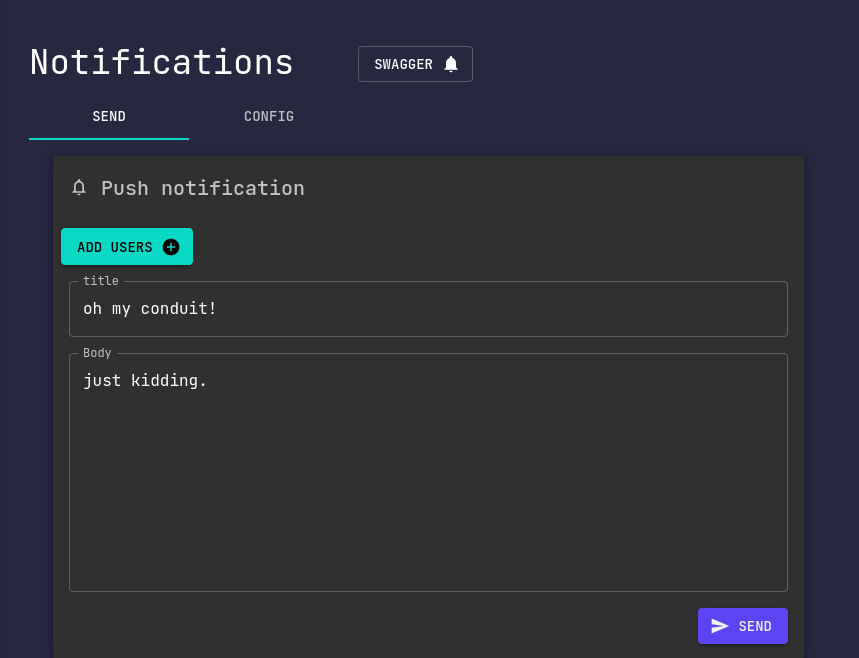 Notifications
SWAGGER
SEND
CONFIG
Push notification
ADD USERS
title
oh my conduit!
Body
just kidding.
SEND